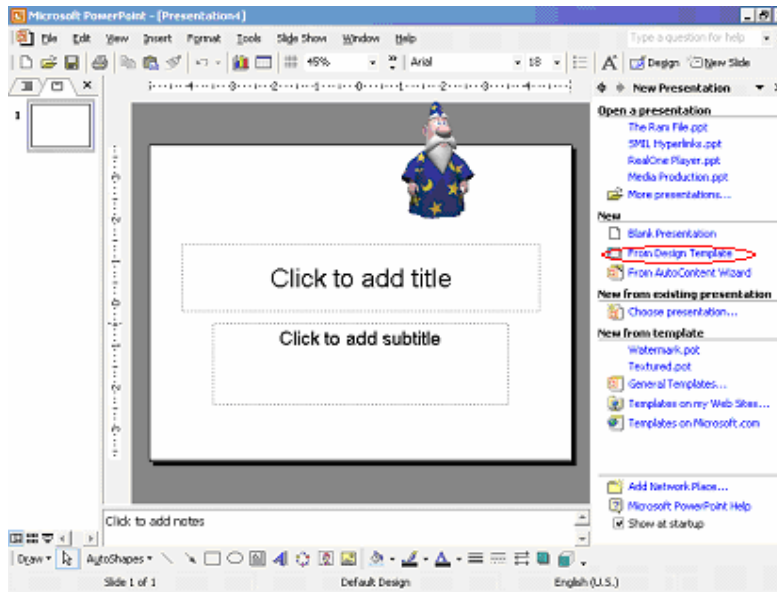 Microsoft PowerPoint - [Presentation4]
File Edit View Insert Format Tools Slide Show Window Help
Type a question for help
45% Arial 18 Design New Slide
New Presentation
1
Open a presentation
The Ram File.ppt
SMIL Hyperlinks.ppt
RealOne Player.ppt
Media Production.ppt
More presentations...
New
Blank Presentation
From Design Template
From AutoContent Wizard
New from existing presentation
Choose presentation...
New from template
Watermark.pot
Textured.pot
General Templates...
Templates on my Web Sites...
Templates on Microsoft.com
Add Network Place...
Microsoft PowerPoint Help
Show at startup
Click to add title
Click to add subtitle
Click to add notes
Draw AutoShapes
Slide 1 of 1 Default Design English (U.S.)